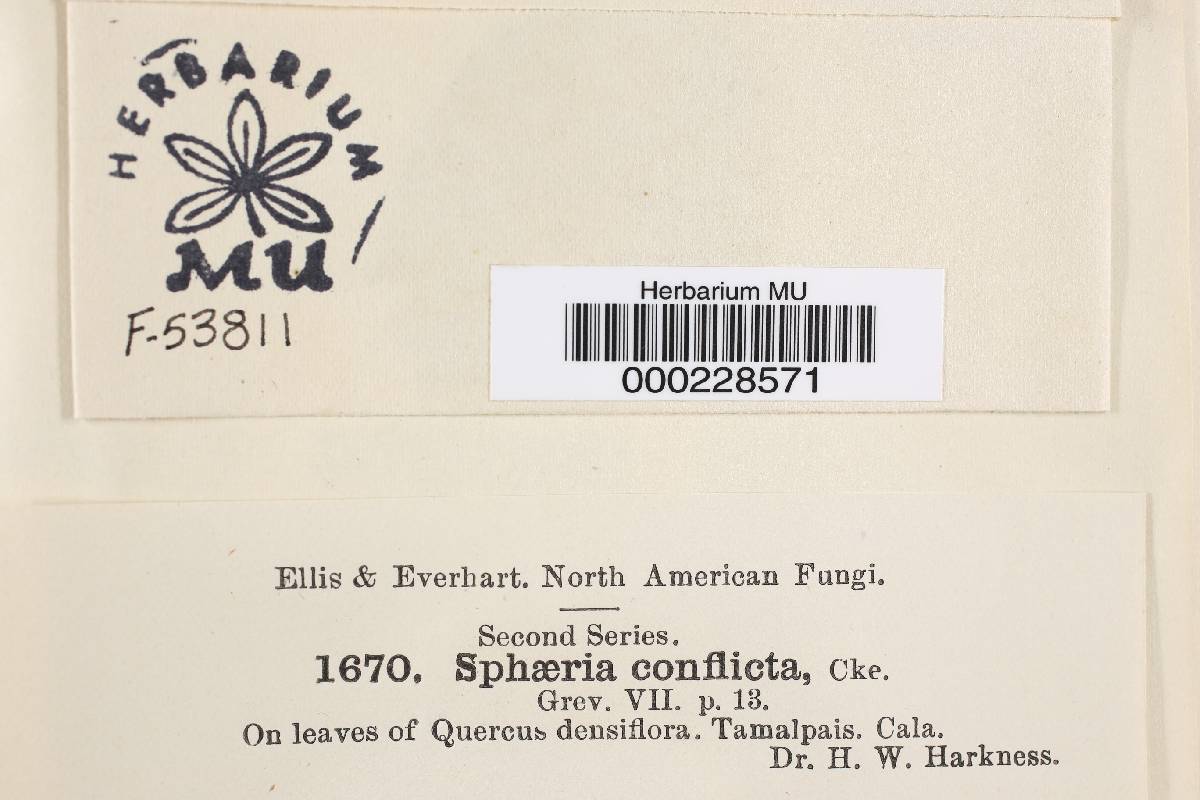 HERBARIUM
MU
F-53811
Herbarium MU
000228571
Ellis & Everhart. North American Fungi.
Second Series.
1670. Sphæria conflicta, Cke.
Grev. VII. p. 13.
On leaves of Quercus densiflora. Tamalpais. Cala.
Dr. H. W. Harkness.